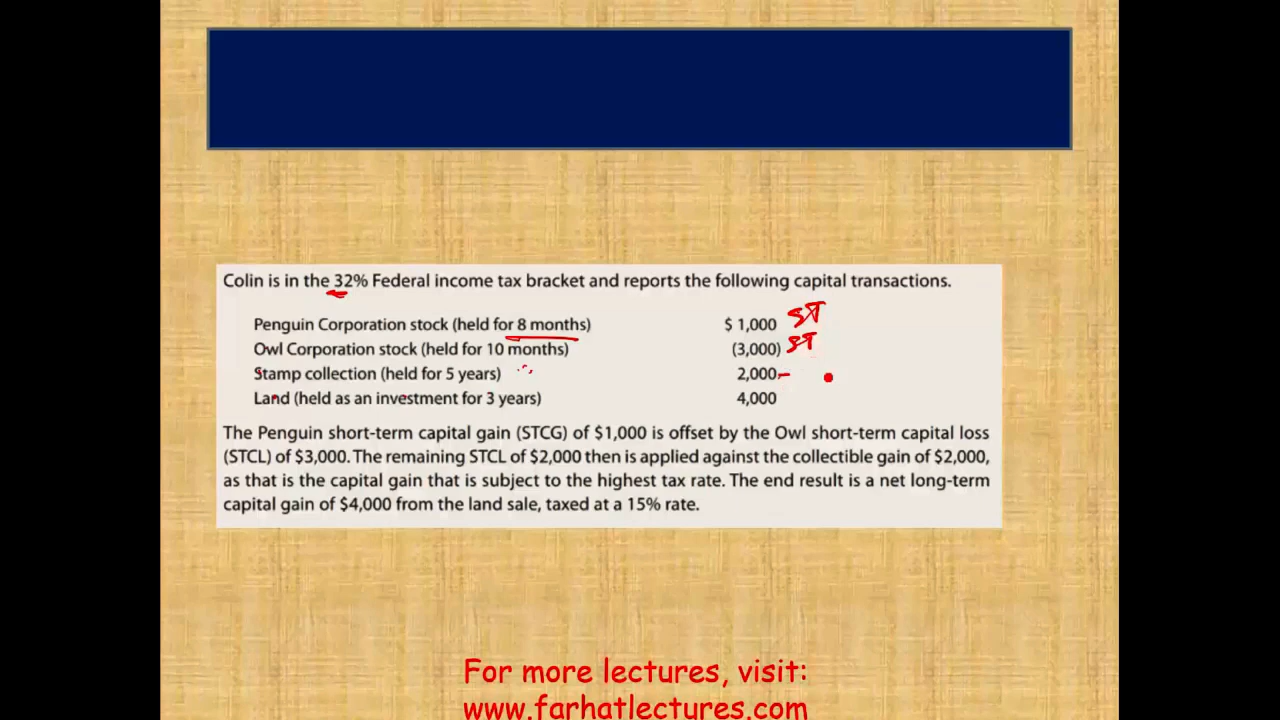 Colin is in the 32% Federal income tax bracket and reports the following capital transactions.
Penguin Corporation stock (held for 8 months) $ 1,000 ST
Owl Corporation stock (held for 10 months) (3,000) ST
Stamp collection (held for 5 years) 2,000
Land (held as an investment for 3 years) 4,000
The Penguin short-term capital gain (STCG) of $1,000 is offset by the Owl short-term capital loss
(STCL) of $3,000. The remaining STCL of $2,000 then is applied against the collectible gain of $2,000,
as that is the capital gain that is subject to the highest tax rate. The end result is a net long-term
capital gain of $4,000 from the land sale, taxed at a 15% rate.
For more lectures, visit:
www.farhatlectures.com